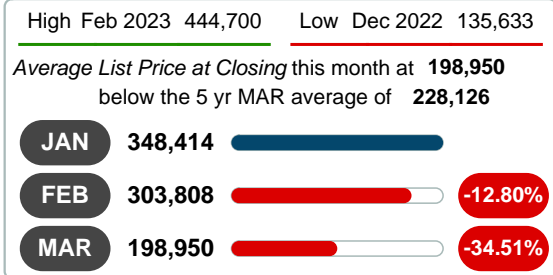 High Feb 2023 444,700 Low Dec 2022 135,633
Average List Price at Closing this month at 198,950
below the 5 yr MAR average of 228,126
JAN 348,414
FEB 303,808 -12.80%
MAR 198,950 -34.51%